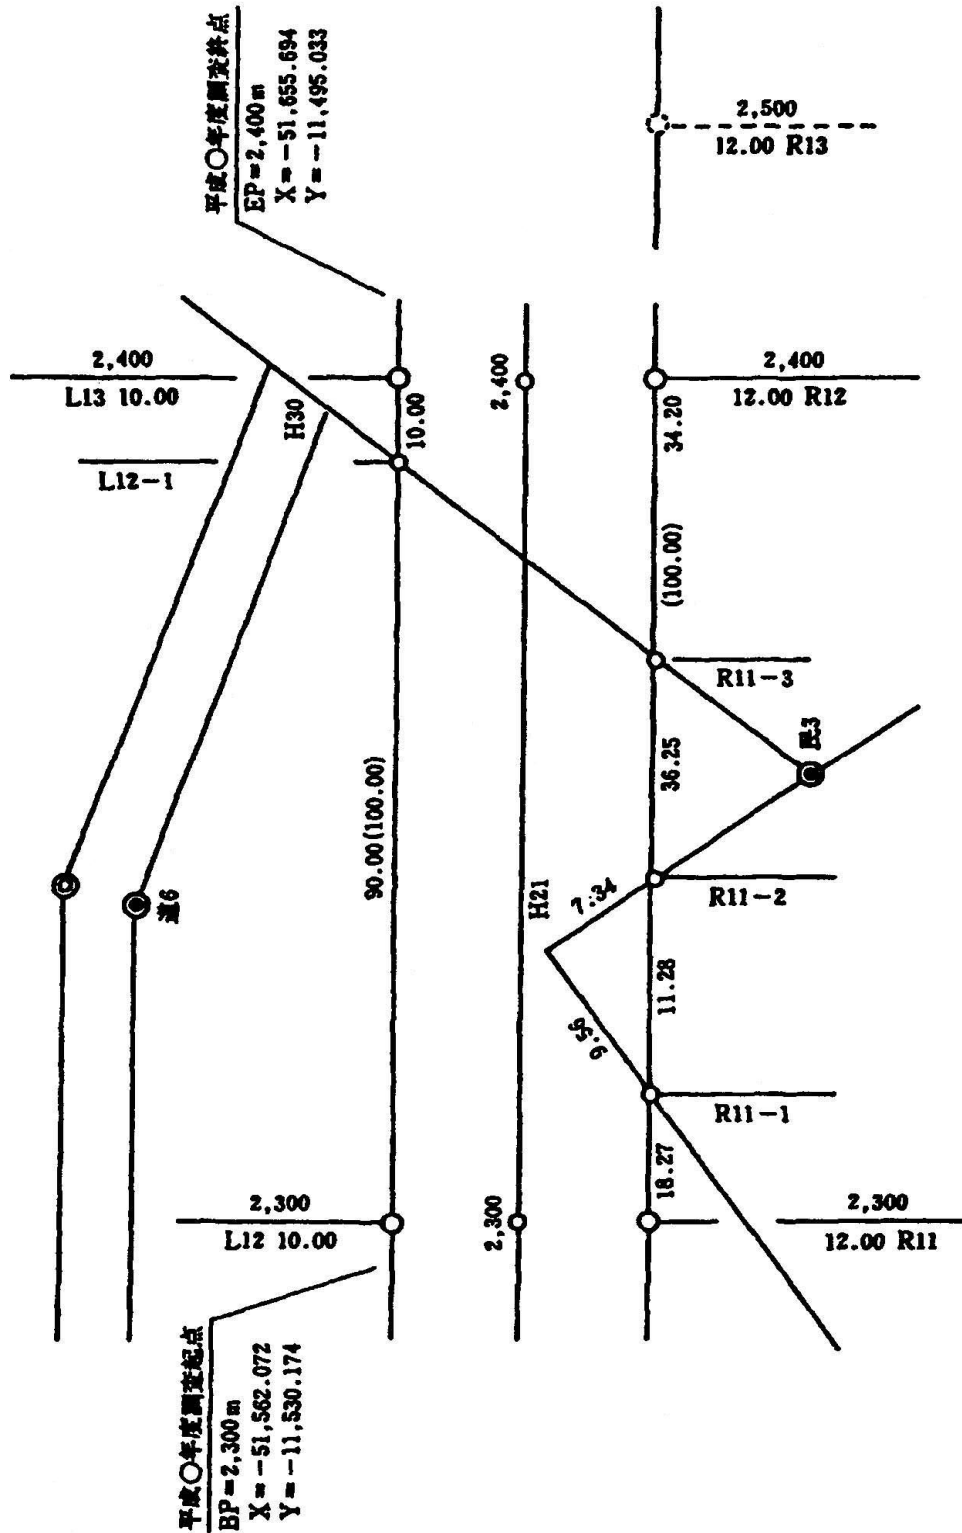 平成○年度調査終点
EP=2,400m
X=-51,655.694
Y=-11,495.033
2,500
12.00 R13
2,400
L13 10.00
2,400
2,400
12.00 R12
H30
10.00
34.20
L12-1
(100.00)
R11-3
90.00(100.00)
36.25
民3
道6
H21
7.34
R11-2
11.28
9.56
R11-1
18.27
2,300
L12 10.00
2,300
2,300
12.00 R11
平成○年度調査起点
BP=2,300m
X=-51,562.072
Y=-11,530.174